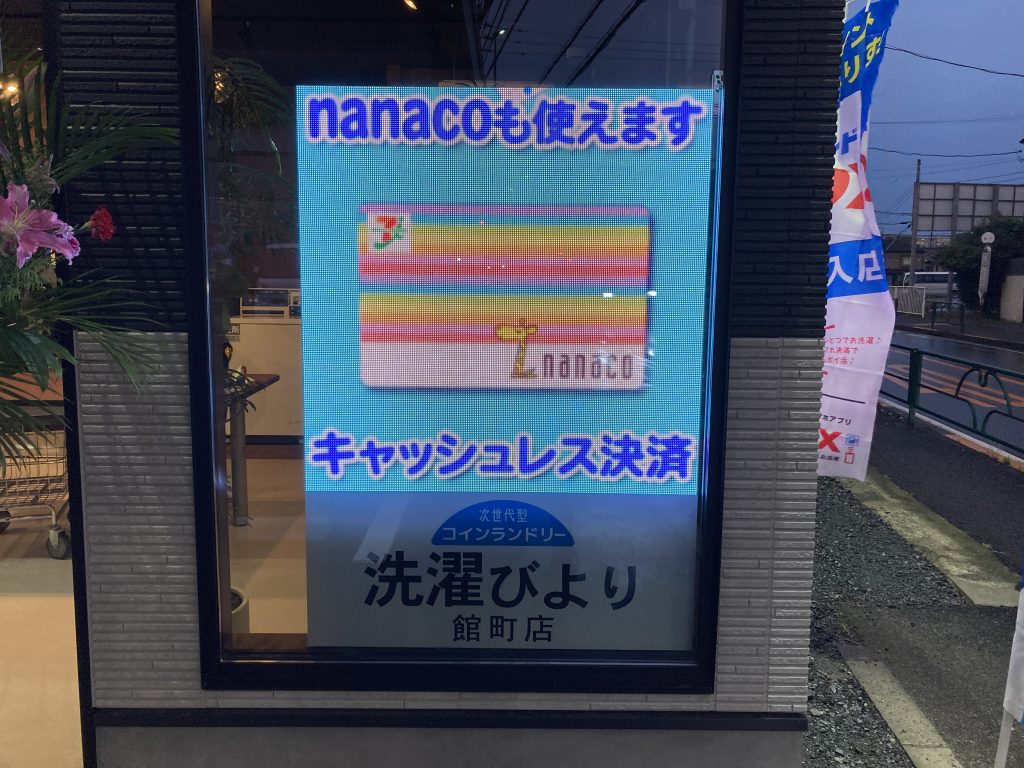 nanacoも使えます
nanaco
キャッシュレス決済
次世代型
コインランドリー
洗濯びより
館町店
入店